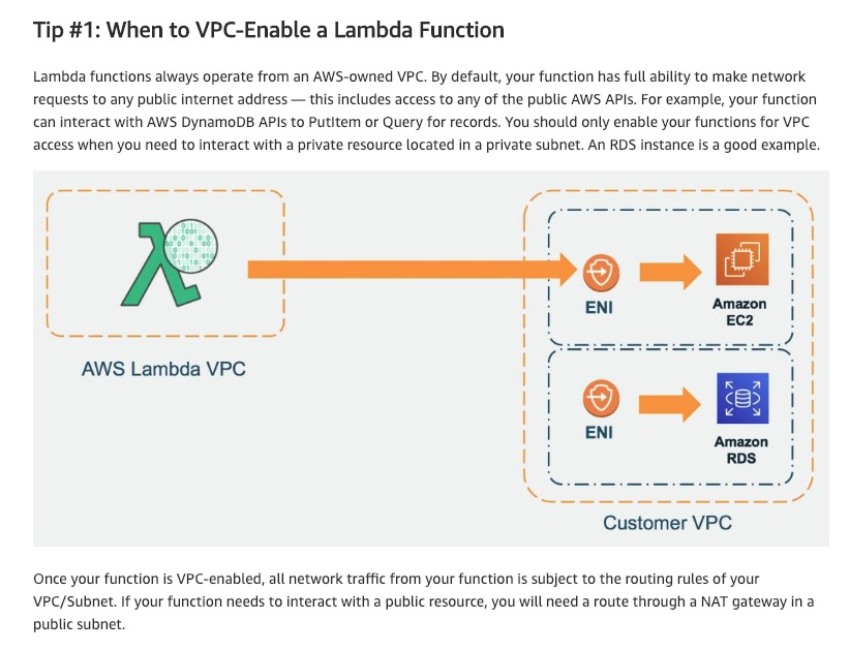 Tip #1: When to VPC-Enable a Lambda Function
Lambda functions always operate from an AWS-owned VPC. By default, your function has full ability to make network
requests to any public internet address — this includes access to any of the public AWS APIs. For example, your function
can interact with AWS DynamoDB APIs to PutItem or Query for records. You should only enable your functions for VPC
access when you need to interact with a private resource located in a private subnet. An RDS instance is a good example.
AWS Lambda VPC
ENI
Amazon
EC2
ENI
Amazon
RDS
Customer VPC
Once your function is VPC-enabled, all network traffic from your function is subject to the routing rules of your
VPC/Subnet. If your function needs to interact with a public resource, you will need a route through a NAT gateway in a
public subnet.